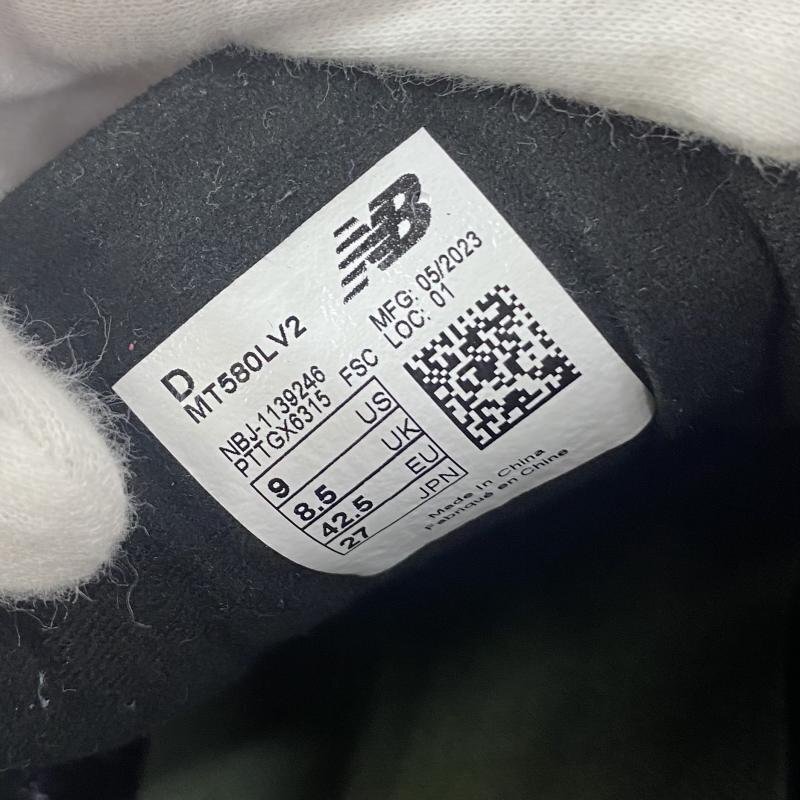 NB
MFG: 05/2023
LOC: 01
D
MT580LV2
NBJ-1139246
PTTGX6315 FSC
9 US
8.5 UK
42.5 EU
27 JPN
Made in China
Fabriqué en Chine